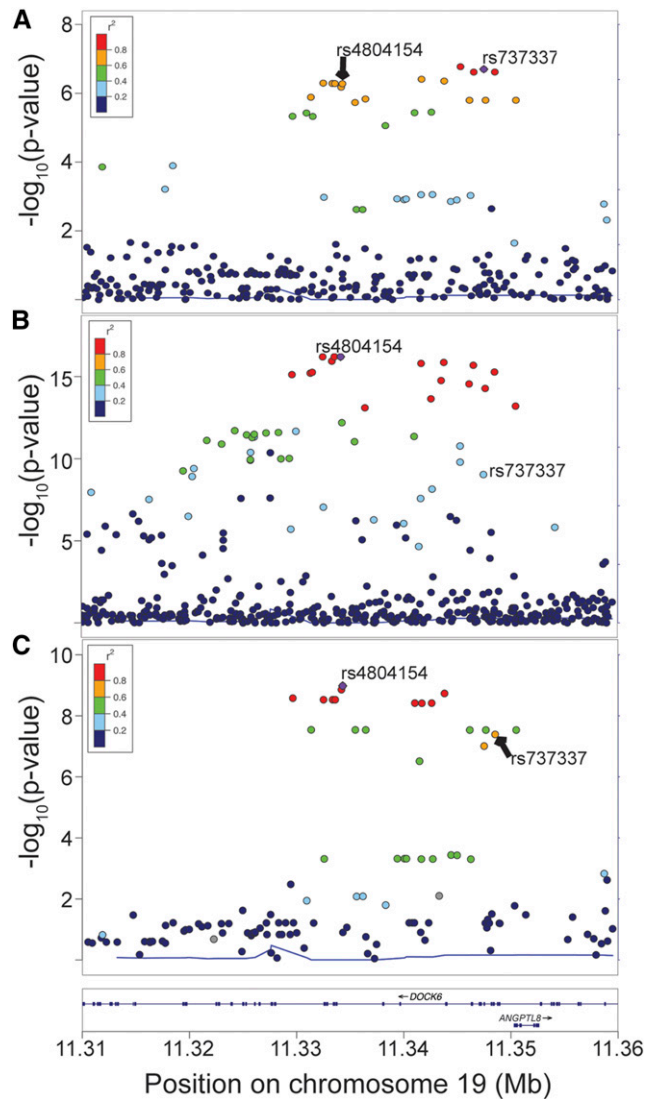 A
r2
0.8
0.6
0.4
0.2
rs4804154
rs737337
8
6
4
2
-log10(p-value)
B
r2
0.8
0.6
0.4
0.2
rs4804154
rs737337
15
10
5
-log10(p-value)
C
r2
0.8
0.6
0.4
0.2
rs4804154
rs737337
10
8
6
4
2
-log10(p-value)
←DOCK6
ANGPTL8→
11.31 11.32 11.33 11.34 11.35 11.36
Position on chromosome 19 (Mb)